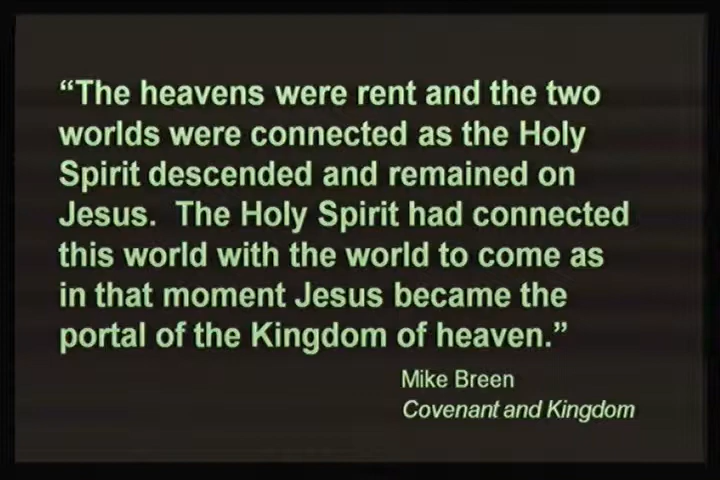 “The heavens were rent and the two
worlds were connected as the Holy
Spirit descended and remained on
Jesus.  The Holy Spirit had connected
this world with the world to come as
in that moment Jesus became the
portal of the Kingdom of heaven.”
Mike Breen
Covenant and Kingdom